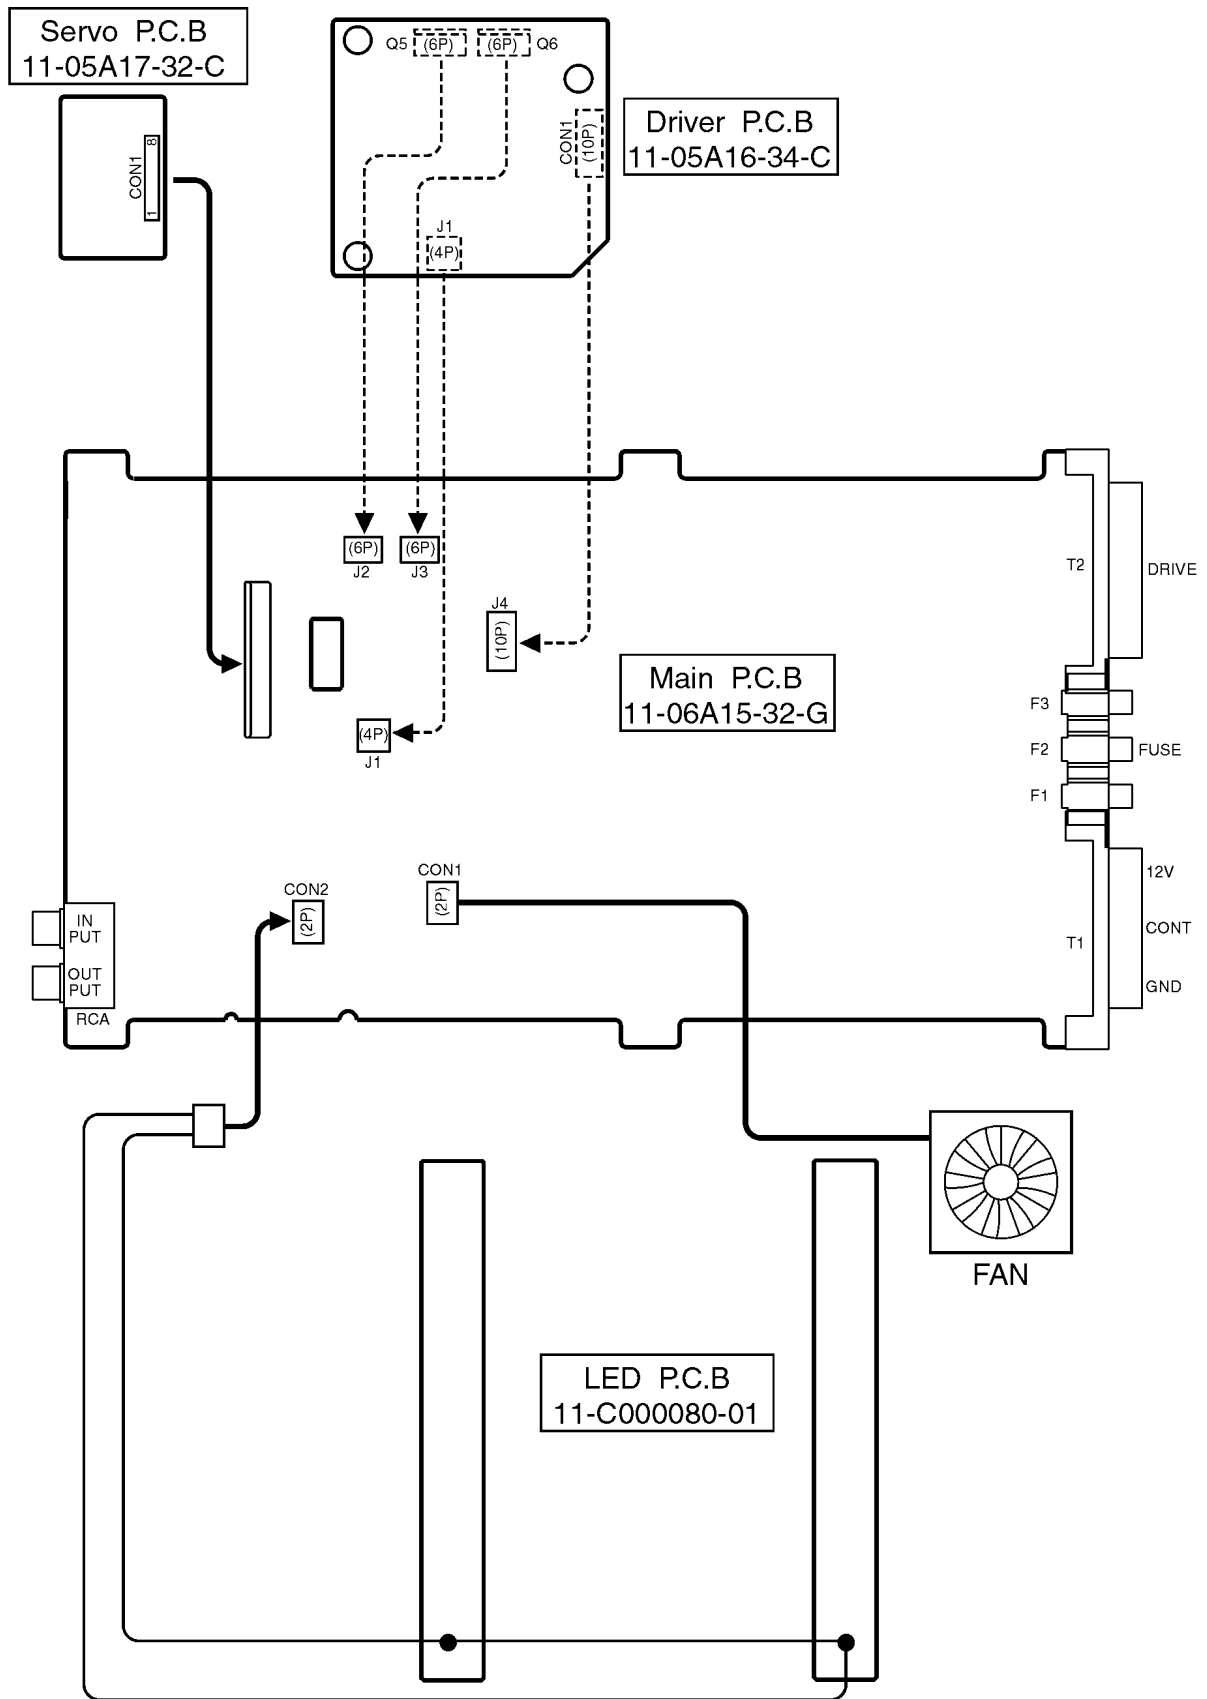 Servo P.C.B
11-05A17-32-C
Q5 (6P) (6P) Q6
CON1
1 8
CON1
(10P)
Driver P.C.B
11-05A16-34-C
J1
(4P)
(6P) (6P)
J2 J3
J4
(10P)
T2 DRIVE
Main P.C.B
11-06A15-32-G
(4P)
J1
F3
F2 FUSE
F1
CON1
(2P)
CON2
(2P)
12V
T1 CONT
GND
IN
PUT
OUT
PUT
RCA
FAN
LED P.C.B
11-C000080-01